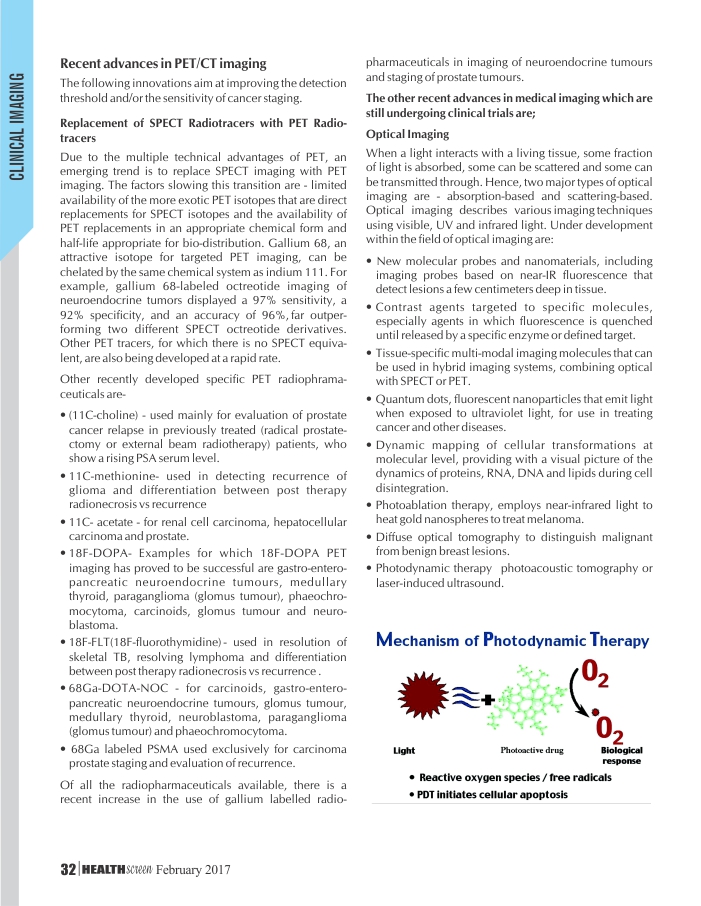 CLINICAL IMAGING
Recent advances in PET/CT imaging
The following innovations aim at improving the detection
threshold and/or the sensitivity of cancer staging.
Replacement of SPECT Radiotracers with PET Radio-
tracers
Due to the multiple technical advantages of PET, an
emerging trend is to replace SPECT imaging with PET
imaging. The factors slowing this transition are - limited
availability of the more exotic PET isotopes that are direct
replacements for SPECT isotopes and the availability of
PET replacements in an appropriate chemical form and
half-life appropriate for bio-distribution. Gallium 68, an
attractive isotope for targeted PET imaging, can be
chelated by the same chemical system as indium 111. For
example, gallium 68-labeled octreotide imaging of
neuroendocrine tumors displayed a 97% sensitivity, a
92% specificity, and an accuracy of 96%, far outper-
forming two different SPECT octreotide derivatives.
Other PET tracers, for which there is no SPECT equiva-
lent, are also being developed at a rapid rate.
Other recently developed specific PET radiophrama-
ceuticals are-
• (11C-choline) - used mainly for evaluation of prostate
cancer relapse in previously treated (radical prostate-
ctomy or external beam radiotherapy) patients, who
show a rising PSA serum level.
• 11C-methionine- used in detecting recurrence of
glioma and differentiation between post therapy
radionecrosis vs recurrence
• 11C- acetate - for renal cell carcinoma, hepatocellular
carcinoma and prostate.
• 18F-DOPA- Examples for which 18F-DOPA PET
imaging has proved to be successful are gastro-entero-
pancreatic neuroendocrine tumours, medullary
thyroid, paraganglioma (glomus tumour), phaeochro-
mocytoma, carcinoids, glomus tumour and neuro-
blastoma.
• 18F-FLT(18F-fluorothymidine) - used in resolution of
skeletal TB, resolving lymphoma and differentiation
between post therapy radionecrosis vs recurrence .
• 68Ga-DOTA-NOC - for carcinoids, gastro-entero-
pancreatic neuroendocrine tumours, glomus tumour,
medullary thyroid, neuroblastoma, paraganglioma
(glomus tumour) and phaeochromocytoma.
• 68Ga labeled PSMA used exclusively for carcinoma
prostate staging and evaluation of recurrence.
Of all the radiopharmaceuticals available, there is a
recent increase in the use of gallium labelled radio-
pharmaceuticals in imaging of neuroendocrine tumours
and staging of prostate tumours.
The other recent advances in medical imaging which are
still undergoing clinical trials are;
Optical Imaging
When a light interacts with a living tissue, some fraction
of light is absorbed, some can be scattered and some can
be transmitted through. Hence, two major types of optical
imaging are - absorption-based and scattering-based.
Optical imaging describes various imaging techniques
using visible, UV and infrared light. Under development
within the field of optical imaging are:
• New molecular probes and nanomaterials, including
imaging probes based on near-IR fluorescence that
detect lesions a few centimeters deep in tissue.
• Contrast agents targeted to specific molecules,
especially agents in which fluorescence is quenched
until released by a specific enzyme or defined target.
• Tissue-specific multi-modal imaging molecules that can
be used in hybrid imaging systems, combining optical
with SPECT or PET.
• Quantum dots, fluorescent nanoparticles that emit light
when exposed to ultraviolet light, for use in treating
cancer and other diseases.
• Dynamic mapping of cellular transformations at
molecular level, providing with a visual picture of the
dynamics of proteins, RNA, DNA and lipids during cell
disintegration.
• Photoablation therapy, employs near-infrared light to
heat gold nanospheres to treat melanoma.
• Diffuse optical tomography to distinguish malignant
from benign breast lesions.
• Photodynamic therapy photoacoustic tomography or
laser-induced ultrasound.
Mechanism of Photodynamic Therapy
O2
+
*O2
Light
Photoactive drug
Biological
response
• Reactive oxygen species / free radicals
• PDT initiates cellular apoptosis
32 HEALTHscreen February 2017